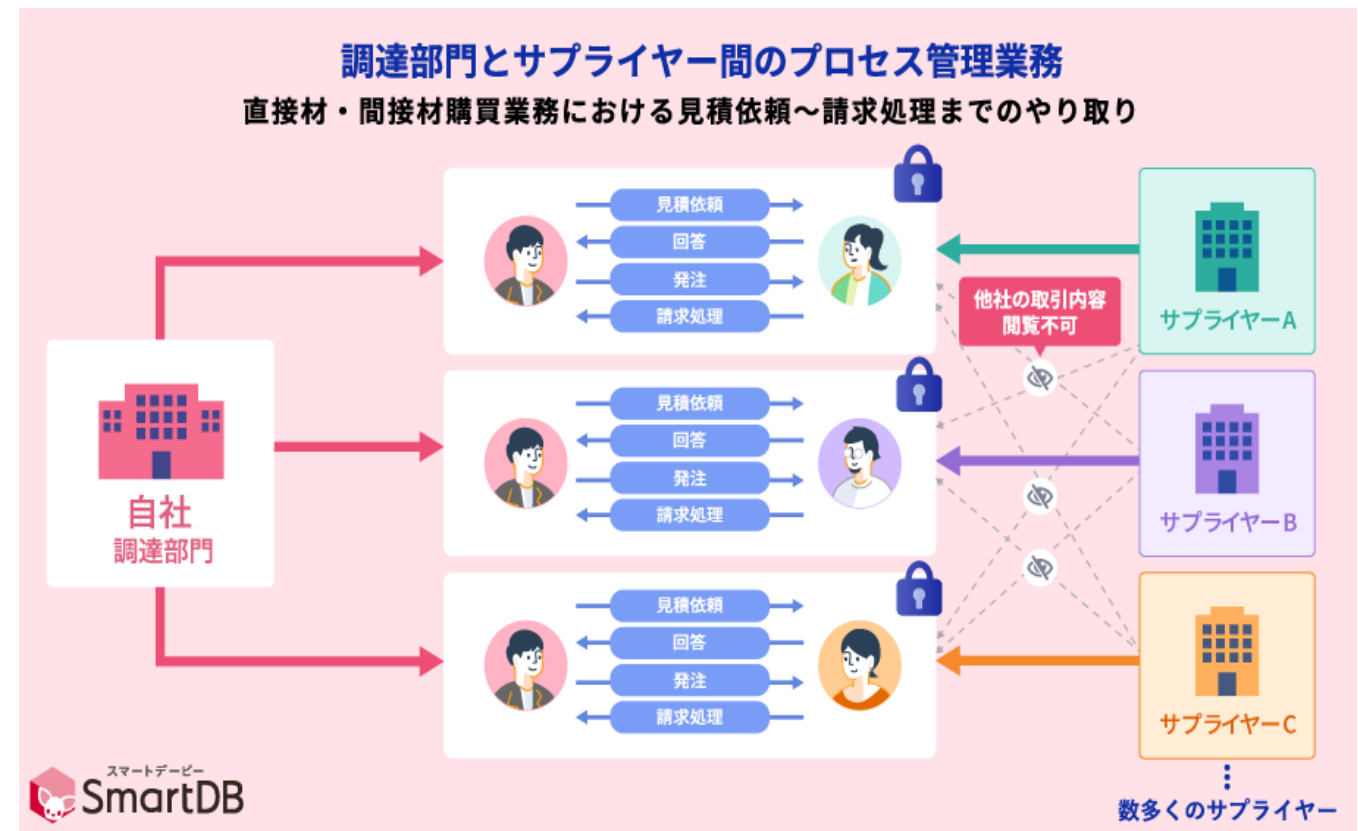 調達部門とサプライヤー間のプロセス管理業務
直接材・間接材購買業務における見積依頼～請求処理までのやり取り
自社
調達部門
見積依頼
回答
発注
請求処理
見積依頼
回答
発注
請求処理
見積依頼
回答
発注
請求処理
他社の取引内容
閲覧不可
サプライヤーA
サプライヤーB
サプライヤーC
数多くのサプライヤー
スマートデービー
SmartDB